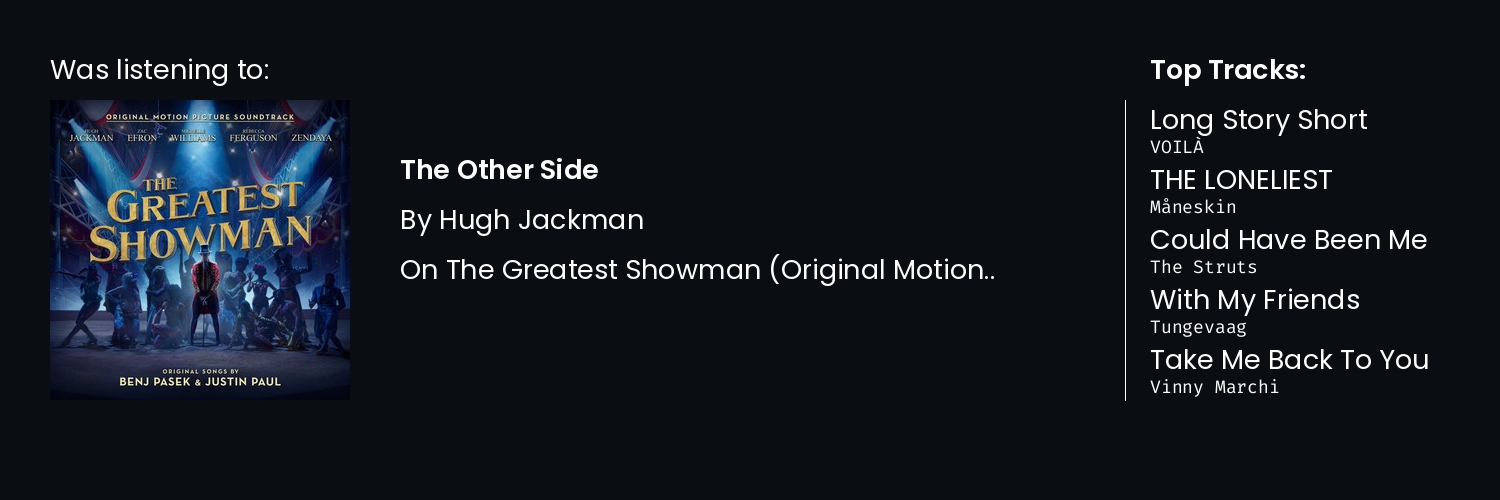 Was listening to:
ORIGINAL MOTION PICTURE SOUNDTRACK
HUGH JACKMAN
ZAC EFRON
MICHELLE WILLIAMS
REBECCA FERGUSON
ZENDAYA
THE
GREATEST
SHOWMAN
ORIGINAL SONGS BY
BENJ PASEK & JUSTIN PAUL
The Other Side
By Hugh Jackman
On The Greatest Showman (Original Motion..
Top Tracks:
Long Story Short
VOILÀ
THE LONELIEST
Måneskin
Could Have Been Me
The Struts
With My Friends
Tungevaag
Take Me Back To You
Vinny Marchi